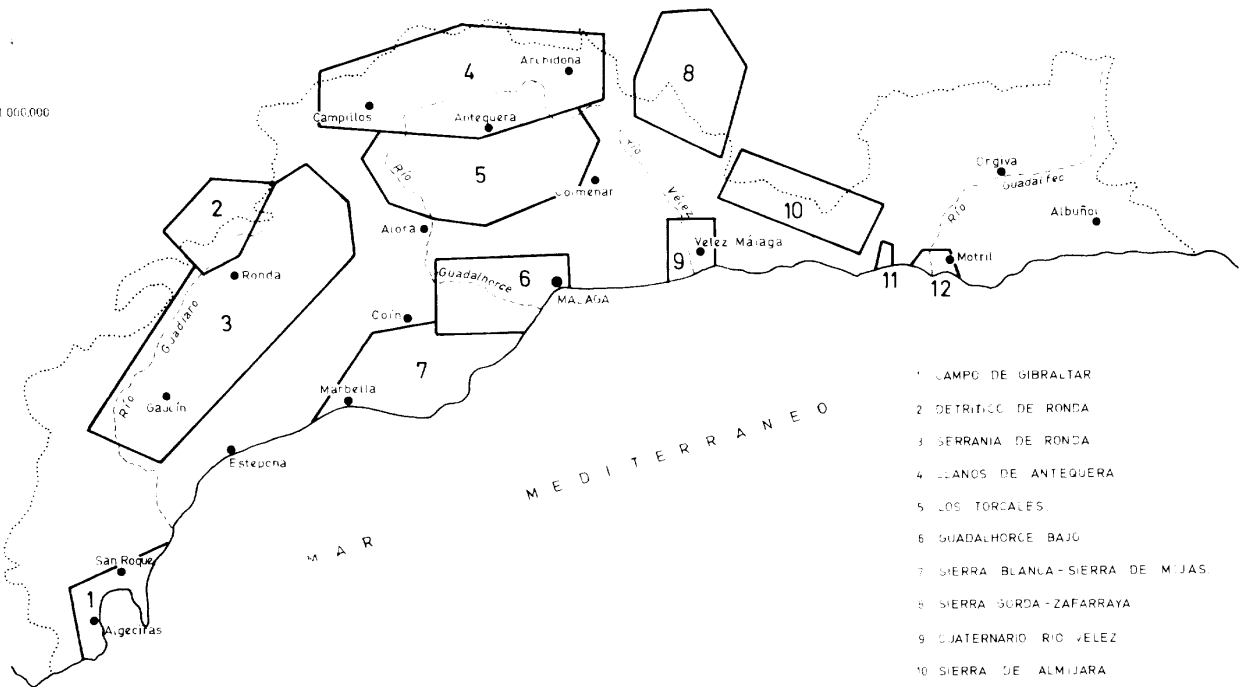 1 000.000
4
Archidona
8
Campillos
Antequera
Río
5
Colmenar
Río
Vélez
Orgiva
Guadalfeo
Río
Albuñol
2
10
Alora
Velez Málaga
9
Motril
11
12
Ronda
Guadalhorce
6
MALAGA
3
Guadiaro
Río
Coín
7
Marbella
Gaucín
Estepona
MAR MEDITERRANEO
San Roque
1
Algeciras
1 CAMPO DE GIBRALTAR
2 DETRITICO DE RONDA
3 SERRANIA DE RONDA
4 LLANOS DE ANTEQUERA
5 LOS TORCALES
6 GUADALHORCE BAJO
7 SIERRA BLANCA-SIERRA DE MIJAS
8 SIERRA GORDA-ZAFARRAYA
9 CUATERNARIO RIO VELEZ
10 SIERRA DE ALMIJARA